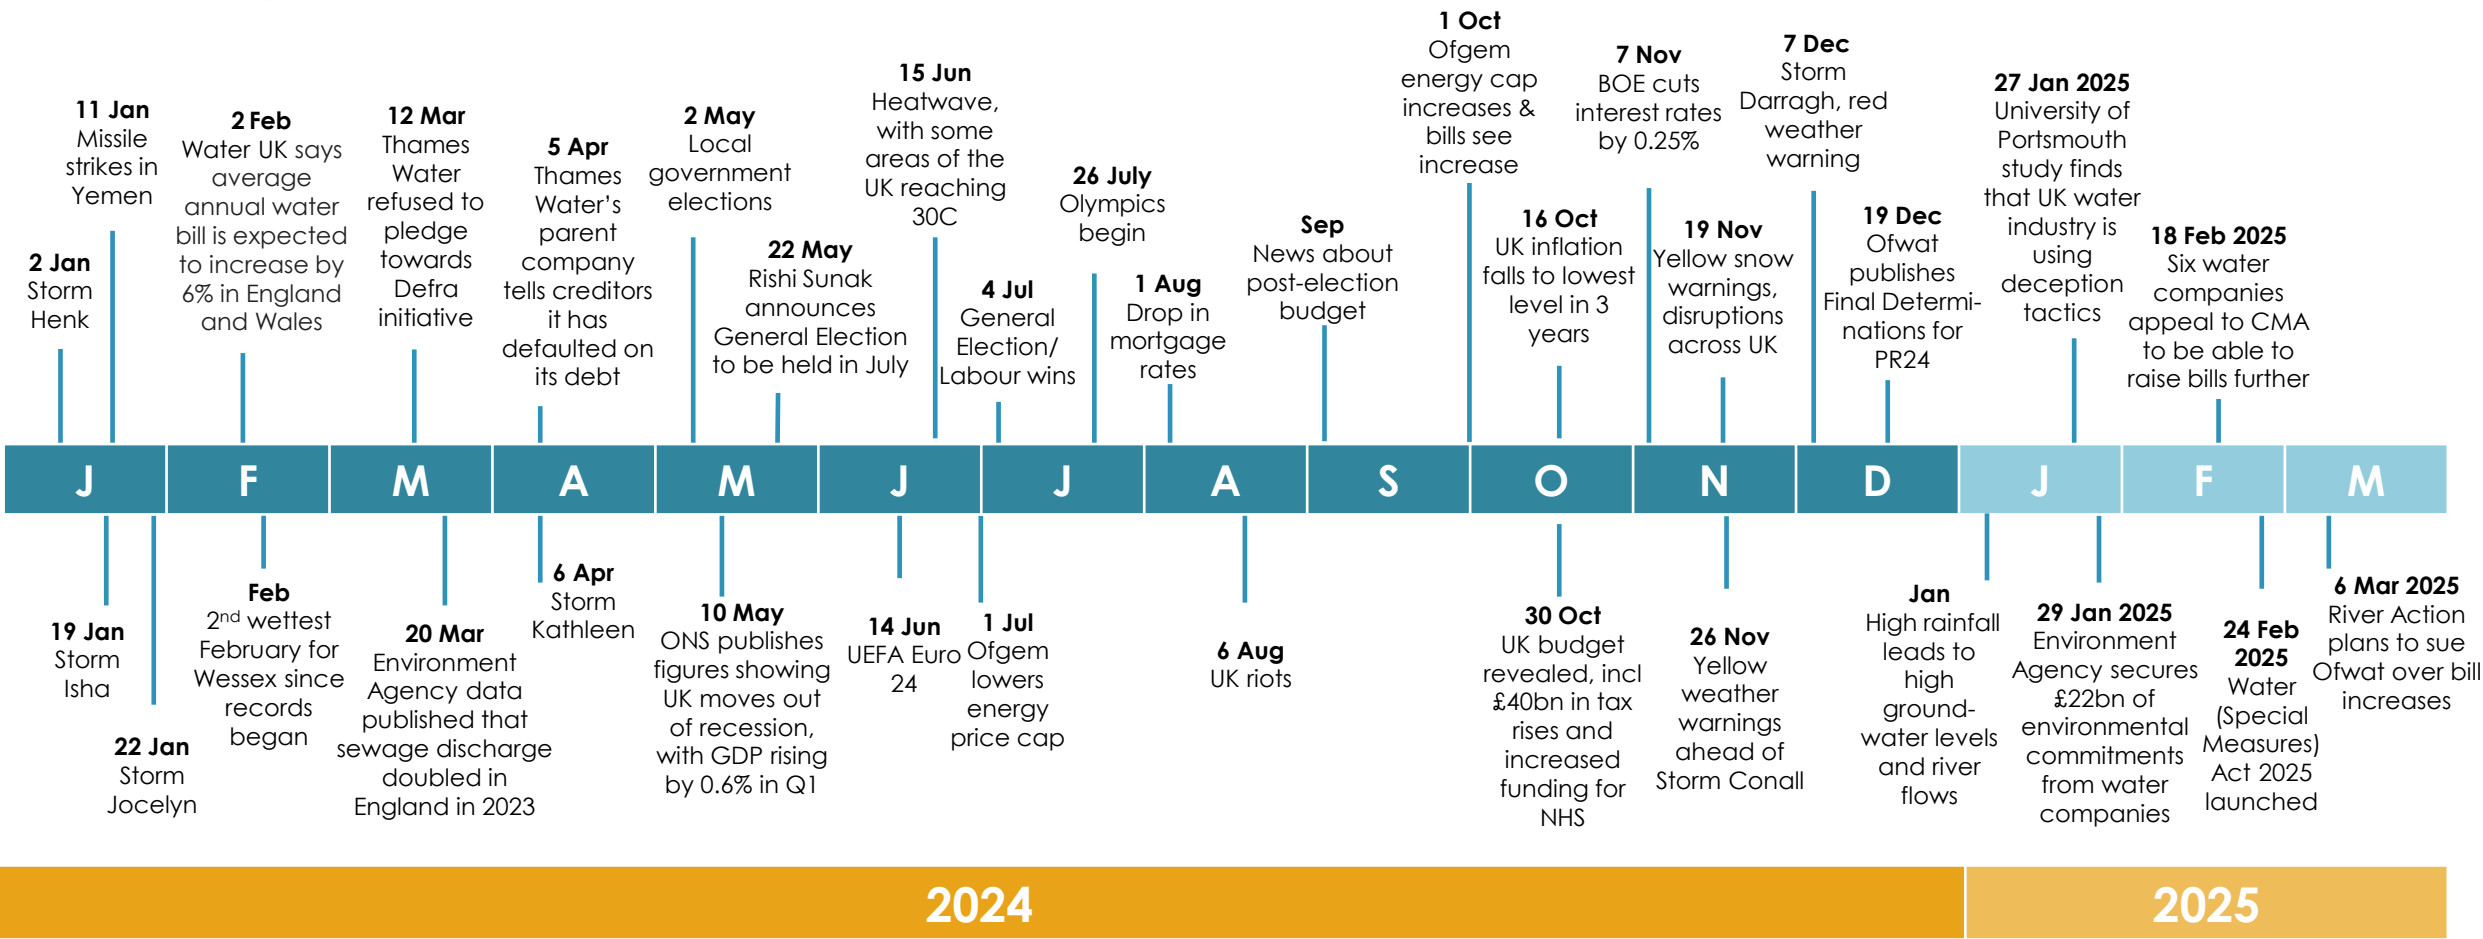 2 Jan
Storm
Henk
11 Jan
Missile
strikes in
Yemen
2 Feb
Water UK says
average
annual water
bill is expected
to increase by
6% in England
and Wales
12 Mar
Thames
Water
refused to
pledge
towards
Defra
initiative
5 Apr
Thames
Water's
parent
company
tells creditors
it has
defaulted on
its debt
2 May
Local
government
elections
22 May
Rishi Sunak
announces
General Election
to be held in July
15 Jun
Heatwave,
with some
areas of the
UK reaching
30C
4 Jul
General
Election/
Labour wins
26 July
Olympics
begin
1 Aug
Drop in
mortgage
rates
Sep
News about
post-election
budget
1 Oct
Ofgem
energy cap
increases &
bills see
increase
16 Oct
UK inflation
falls to lowest
level in 3
years
7 Nov
BOE cuts
interest rates
by 0.25%
19 Nov
Yellow snow
warnings,
disruptions
across UK
7 Dec
Storm
Darragh, red
weather
warning
19 Dec
Ofwat
publishes
Final Determi-
nations for
PR24
27 Jan 2025
University of
Portsmouth
study finds
that UK water
industry is
using
deception
tactics
18 Feb 2025
Six water
companies
appeal to CMA
to be able to
raise bills further
J F M A M J J A S O N D J F M
19 Jan
Storm
Isha
22 Jan
Storm
Jocelyn
Feb
2nd wettest
February for
Wessex since
records
began
20 Mar
Environment
Agency data
published that
sewage discharge
doubled in
England in 2023
6 Apr
Storm
Kathleen
10 May
ONS publishes
figures showing
UK moves out
of recession,
with GDP rising
by 0.6% in Q1
14 Jun
UEFA Euro
24
1 Jul
Ofgem
lowers
energy
price cap
6 Aug
UK riots
30 Oct
UK budget
revealed, incl
£40bn in tax
rises and
increased
funding for
NHS
26 Nov
Yellow
weather
warnings
ahead of
Storm Conall
Jan
High rainfall
leads to
high
ground-
water levels
and river
flows
29 Jan 2025
Environment
Agency secures
£22bn of
environmental
commitments
from water
companies
24 Feb
2025
Water
(Special
Measures)
Act 2025
launched
6 Mar 2025
River Action
plans to sue
Ofwat over bill
increases
2024
2025